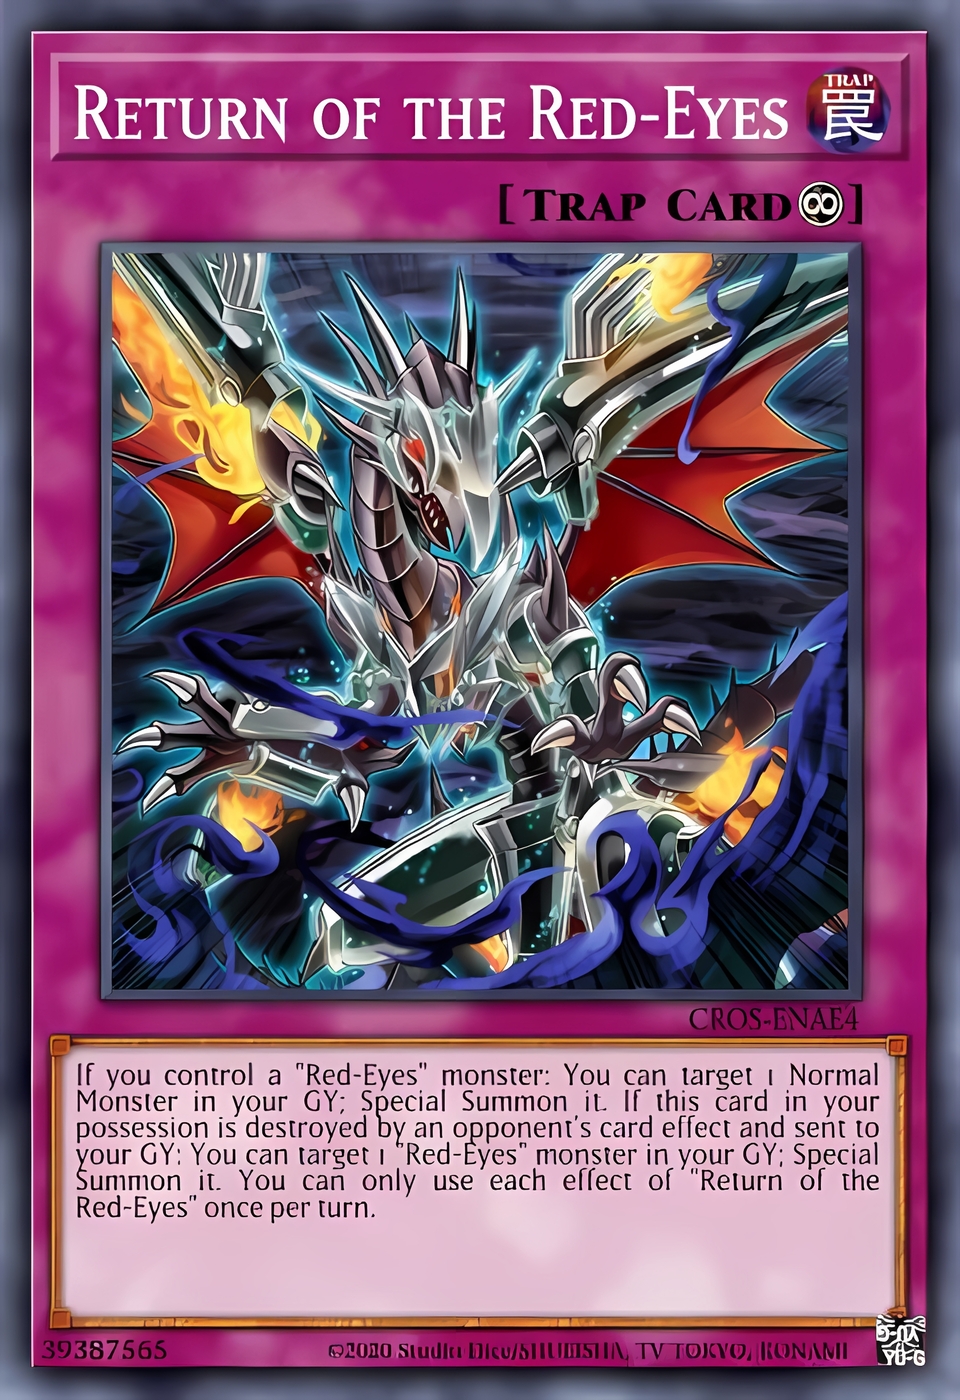 Return of the Red-Eyes
TRAP
罠
[Trap Card]
CROS-ENAE4
If you control a "Red-Eyes" monster: You can target 1 Normal
Monster in your GY; Special Summon it. If this card in your
possession is destroyed by an opponent's card effect and sent to
your GY: You can target 1 "Red-Eyes" monster in your GY; Special
Summon it. You can only use each effect of "Return of the
Red-Eyes" once per turn.
39387565
©2020 Studio Dice/SHUEISHA, TV TOKYO, KONAMI